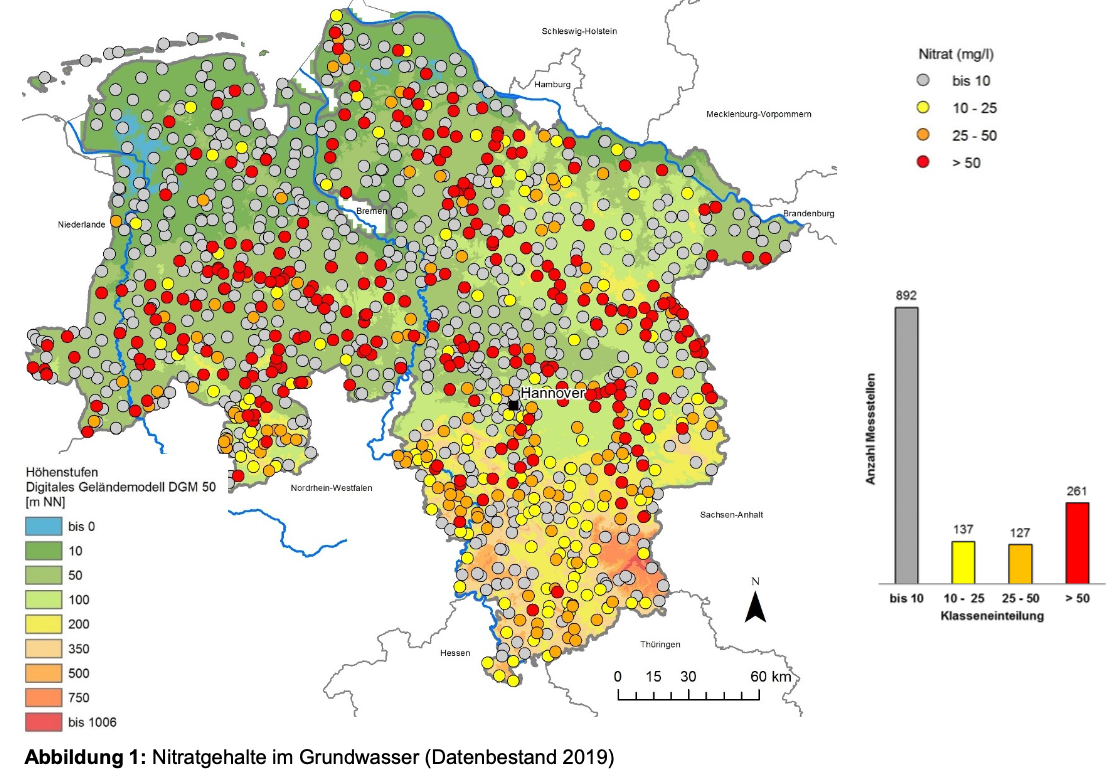 Schleswig-Holstein
Hamburg
Mecklenburg-Vorpommern
Niederlande
Bremen
Brandenburg
Hannover
Nordrhein-Westfalen
Sachsen-Anhalt
Hessen
Thüringen
N
0 15 30 60 km
Höhenstufen
Digitales Geländemodell DGM 50
[m NN]
bis 0
10
50
100
200
350
500
750
bis 1006
Nitrat (mg/l)
bis 10
10 - 25
25 - 50
> 50
Anzahl Messstellen
892
137
127
261
bis 10 10 - 25 25 - 50 > 50
Klasseneinteilung
Abbildung 1: Nitratgehalte im Grundwasser (Datenbestand 2019)